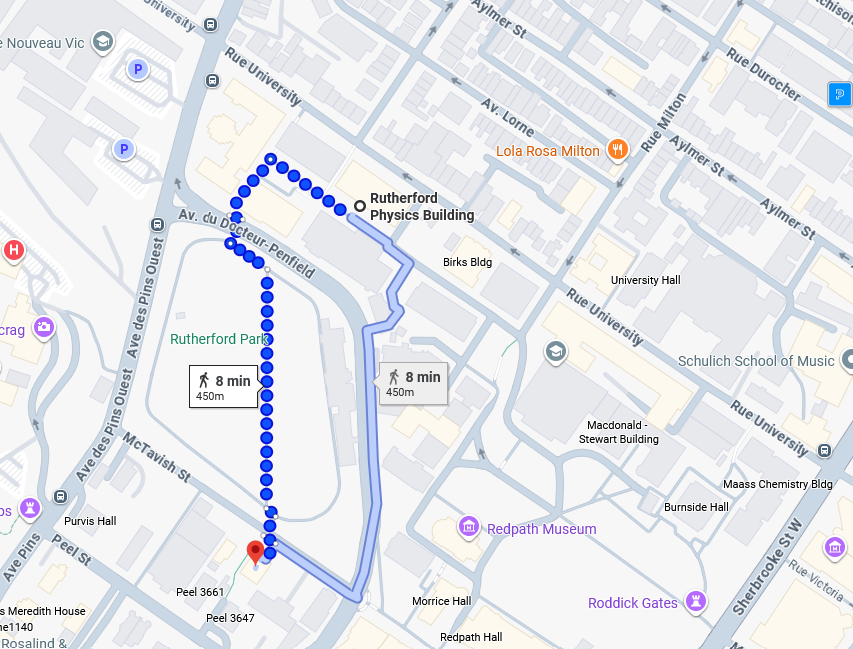 University
Aylmer St
e Nouveau Vic
P
Rue University
Rue Durocher
P
Av. Lorne
Rue Milton
P
Lola Rosa Milton
Aylmer St
Rutherford
Physics Building
Aylmer St
Av. du Docteur-Penfield
H
Birks Bldg
University Hall
Ave des Pins Ouest
Rue University
crag
Rutherford Park
Schulich School of Music
8 min
450m
8 min
450m
Ave des Pins Ouest
Rue University
Macdonald -
Stewart Building
McTavish St
Maass Chemistry Bldg
Burnside Hall
ps
Purvis Hall
Redpath Museum
Peel St
Ave Pins
Sherbrooke St W
Rue Victoria
Peel 3661
Roddick Gates
Morrice Hall
s Meredith House
ne1140
Peel 3647
Redpath Hall
Rosalind &